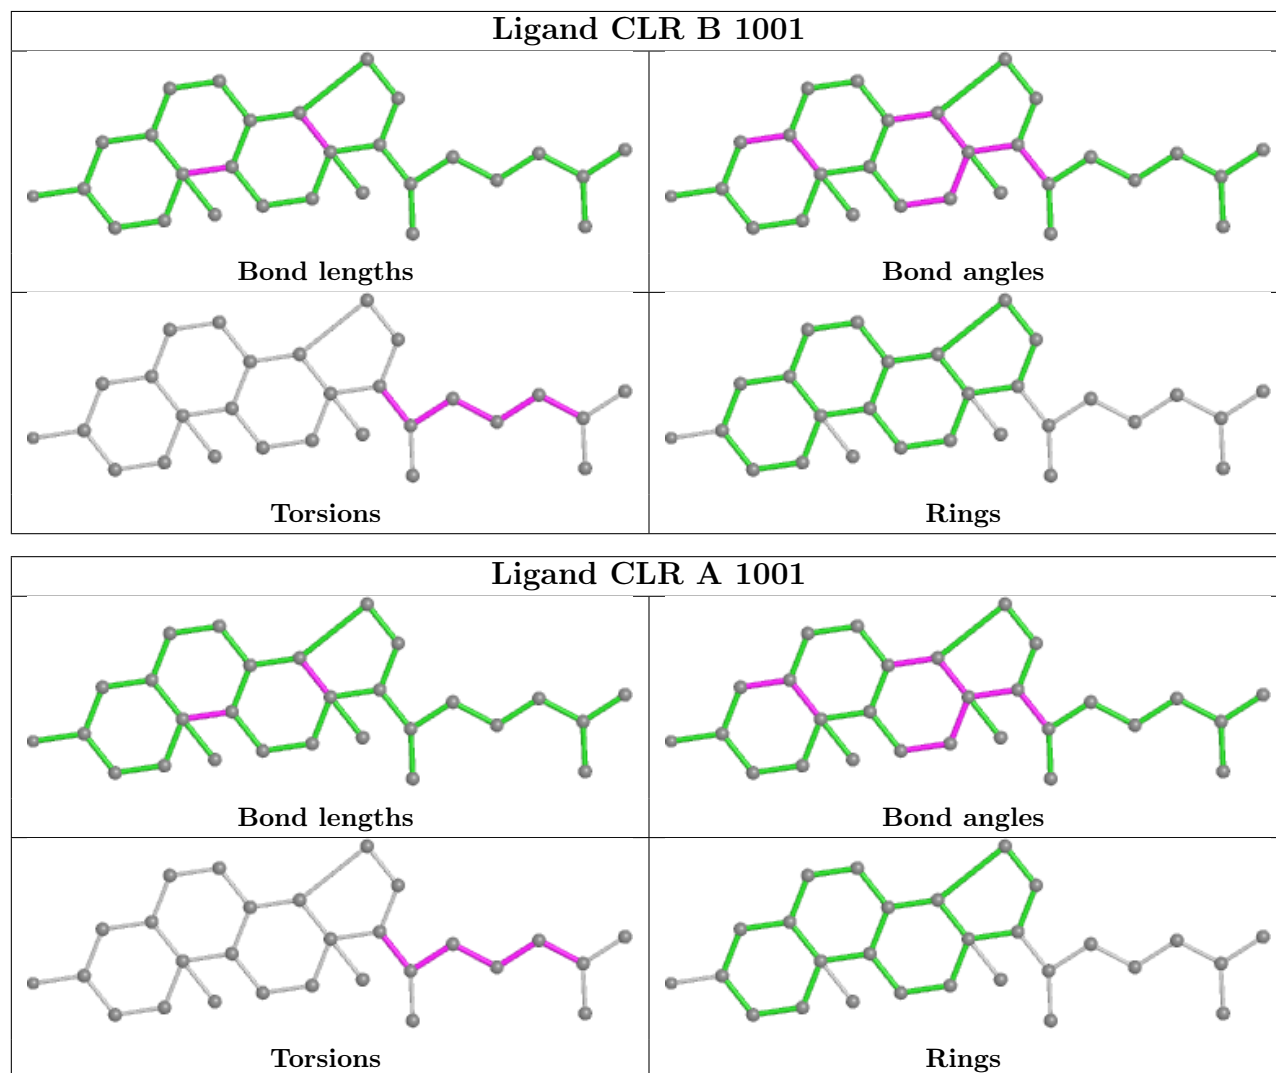 Ligand CLR B 1001
Bond lengths
Bond angles
Torsions
Rings
Ligand CLR A 1001
Bond lengths
Bond angles
Torsions
Rings